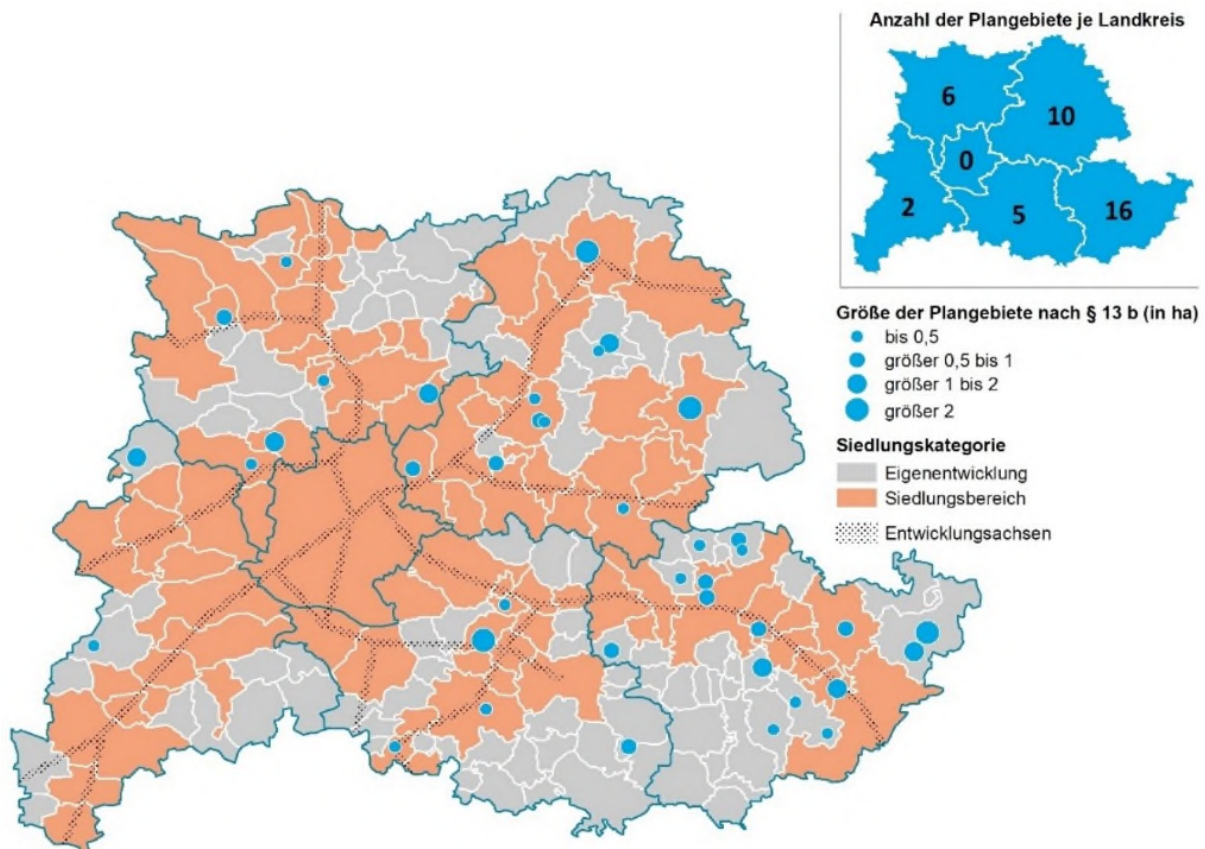 Anzahl der Plangebiete je Landkreis
6
10
0
2
5
16
Größe der Plangebiete nach § 13 b (in ha)
bis 0,5
größer 0,5 bis 1
größer 1 bis 2
größer 2
Siedlungskategorie
Eigenentwicklung
Siedlungsbereich
Entwicklungsachsen